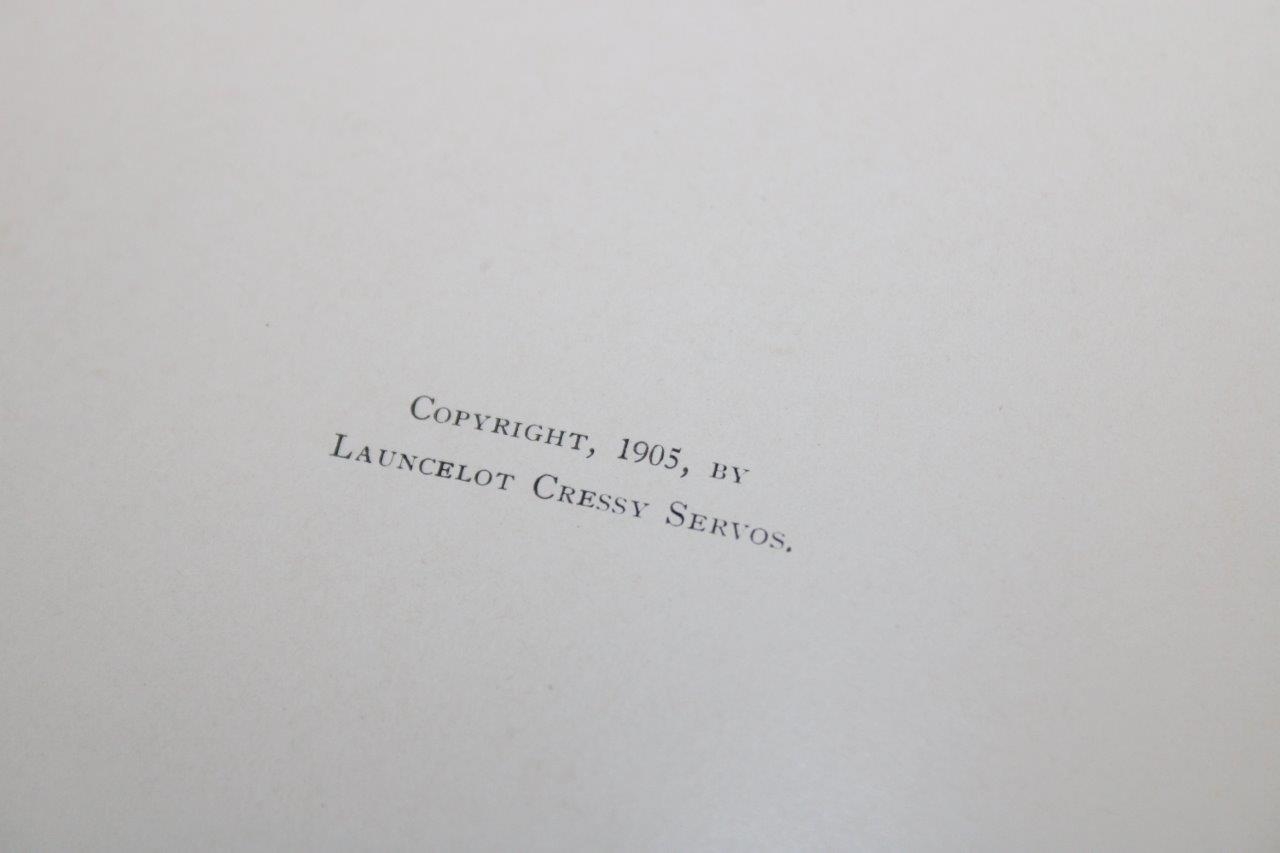 COPYRIGHT, 1905, BY
LAUNCELOT CRESSY SERVOS.